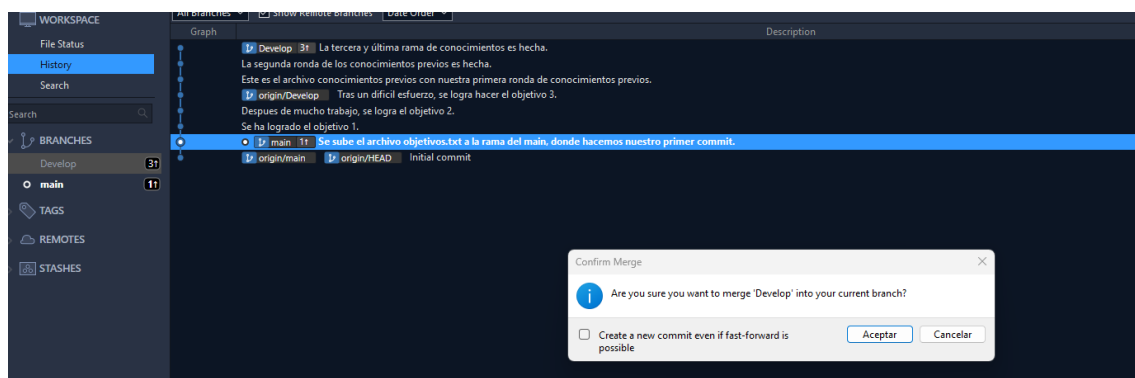 WORKSPACE
All Branches Show Remote Branches Date Order
Graph Description
File Status
History
Search
Develop 3↑ La tercera y última rama de conocimientos es hecha.
La segunda ronda de los conocimientos previos es hecha.
Este es el archivo conocimientos previos con nuestra primera ronda de conocimientos previos.
origin/Develop Tras un dificil esfuerzo, se logra hacer el objetivo 3.
Despues de mucho trabajo, se logra el objetivo 2.
Se ha logrado el objetivo 1.
main 1↑ Se sube el archivo objetivos.txt a la rama del main, donde hacemos nuestro primer commit.
origin/main origin/HEAD Initial commit
Search
BRANCHES
Develop 3↑
main 1↑
TAGS
REMOTES
STASHES
Confirm Merge
Are you sure you want to merge 'Develop' into your current branch?
Create a new commit even if fast-forward is
possible
Aceptar Cancelar